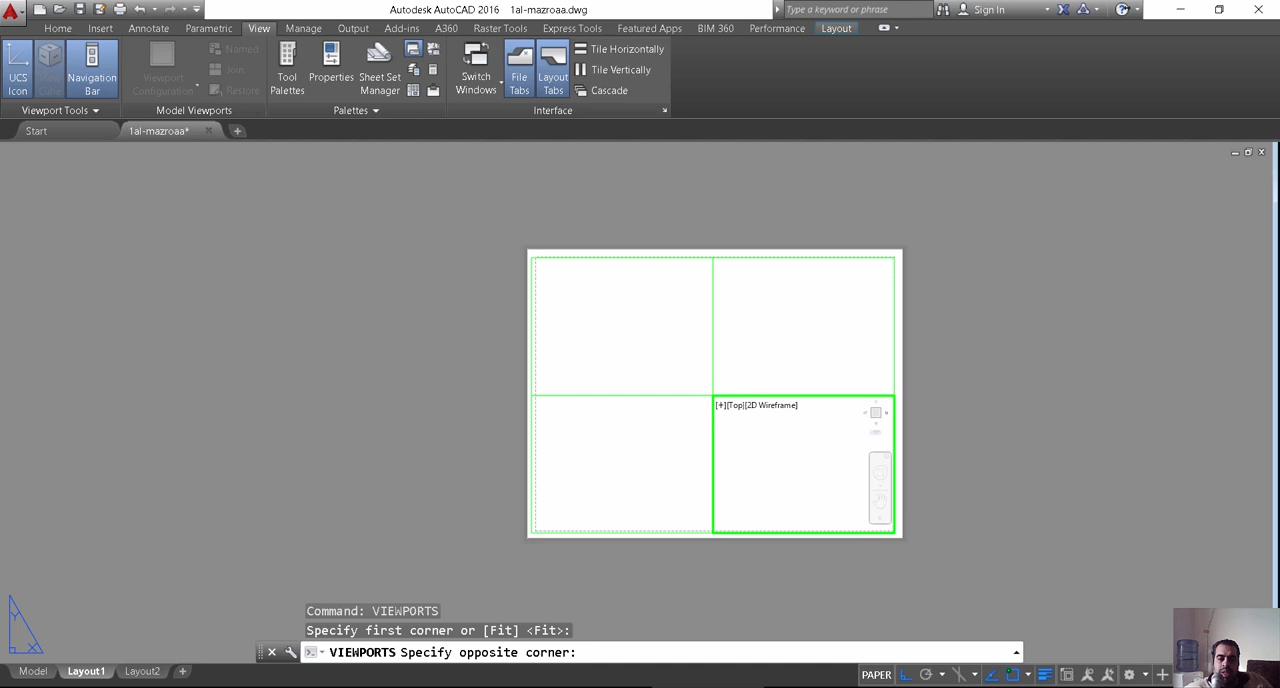 Autodesk AutoCAD 2016 1al-mazroaa.dwg
Type a keyword or phrase
Sign In
Home Insert Annotate Parametric View Manage Output Add-ins A360 Raster Tools Express Tools Featured Apps BIM 360 Performance Layout
UCS Icon
View Cube
Navigation Bar
Viewport Configuration
Named
Join
Restore
Tool Palettes
Properties
Sheet Set Manager
Switch Windows
File Tabs
Layout Tabs
Tile Horizontally
Tile Vertically
Cascade
Viewport Tools
Model Viewports
Palettes
Interface
Start
1al-mazroaa*
[+][Top][2D Wireframe]
Command: VIEWPORTS
Specify first corner or [Fit] <Fit>:
VIEWPORTS Specify opposite corner:
Y
X
Model Layout1 Layout2
PAPER